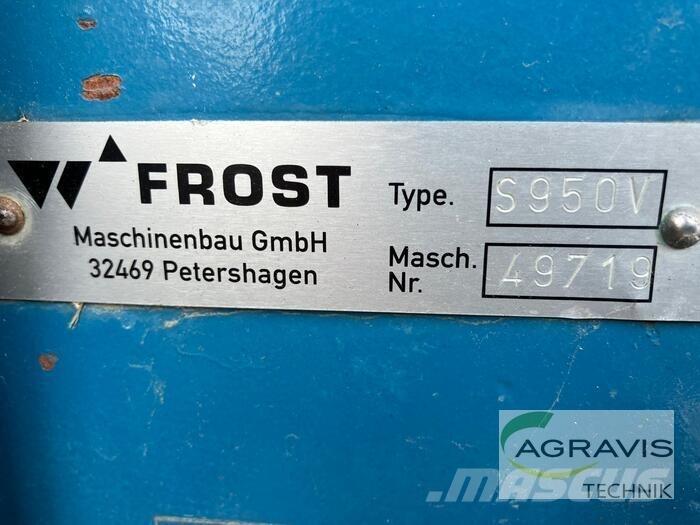 FROST
Maschinenbau GmbH
32469 Petershagen
Type. S950V
Masch. Nr. 49719
AGRAVIS
TECHNIK
MASCUS